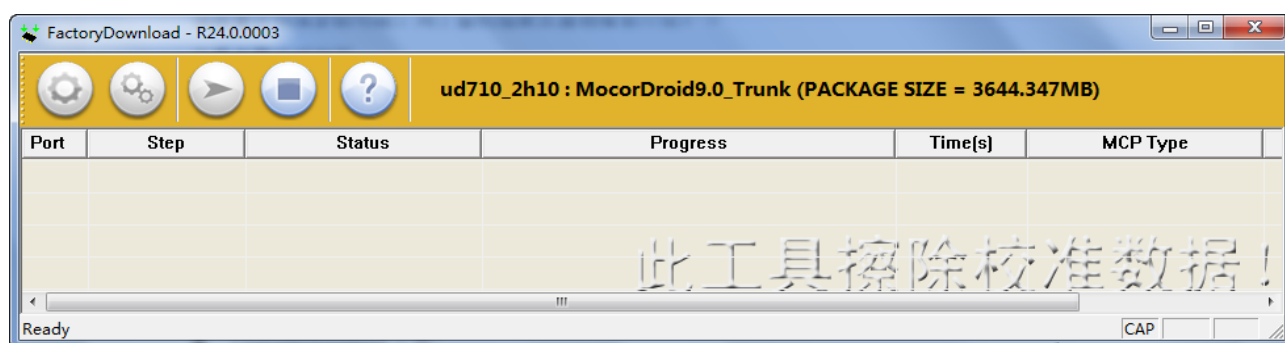 FactoryDownload - R24.0.0003
ud710_2h10 : MocorDroid9.0_Trunk (PACKAGE SIZE = 3644.347MB)
Port Step Status Progress Time(s) MCP Type
此工具擦除校准数据!
Ready CAP